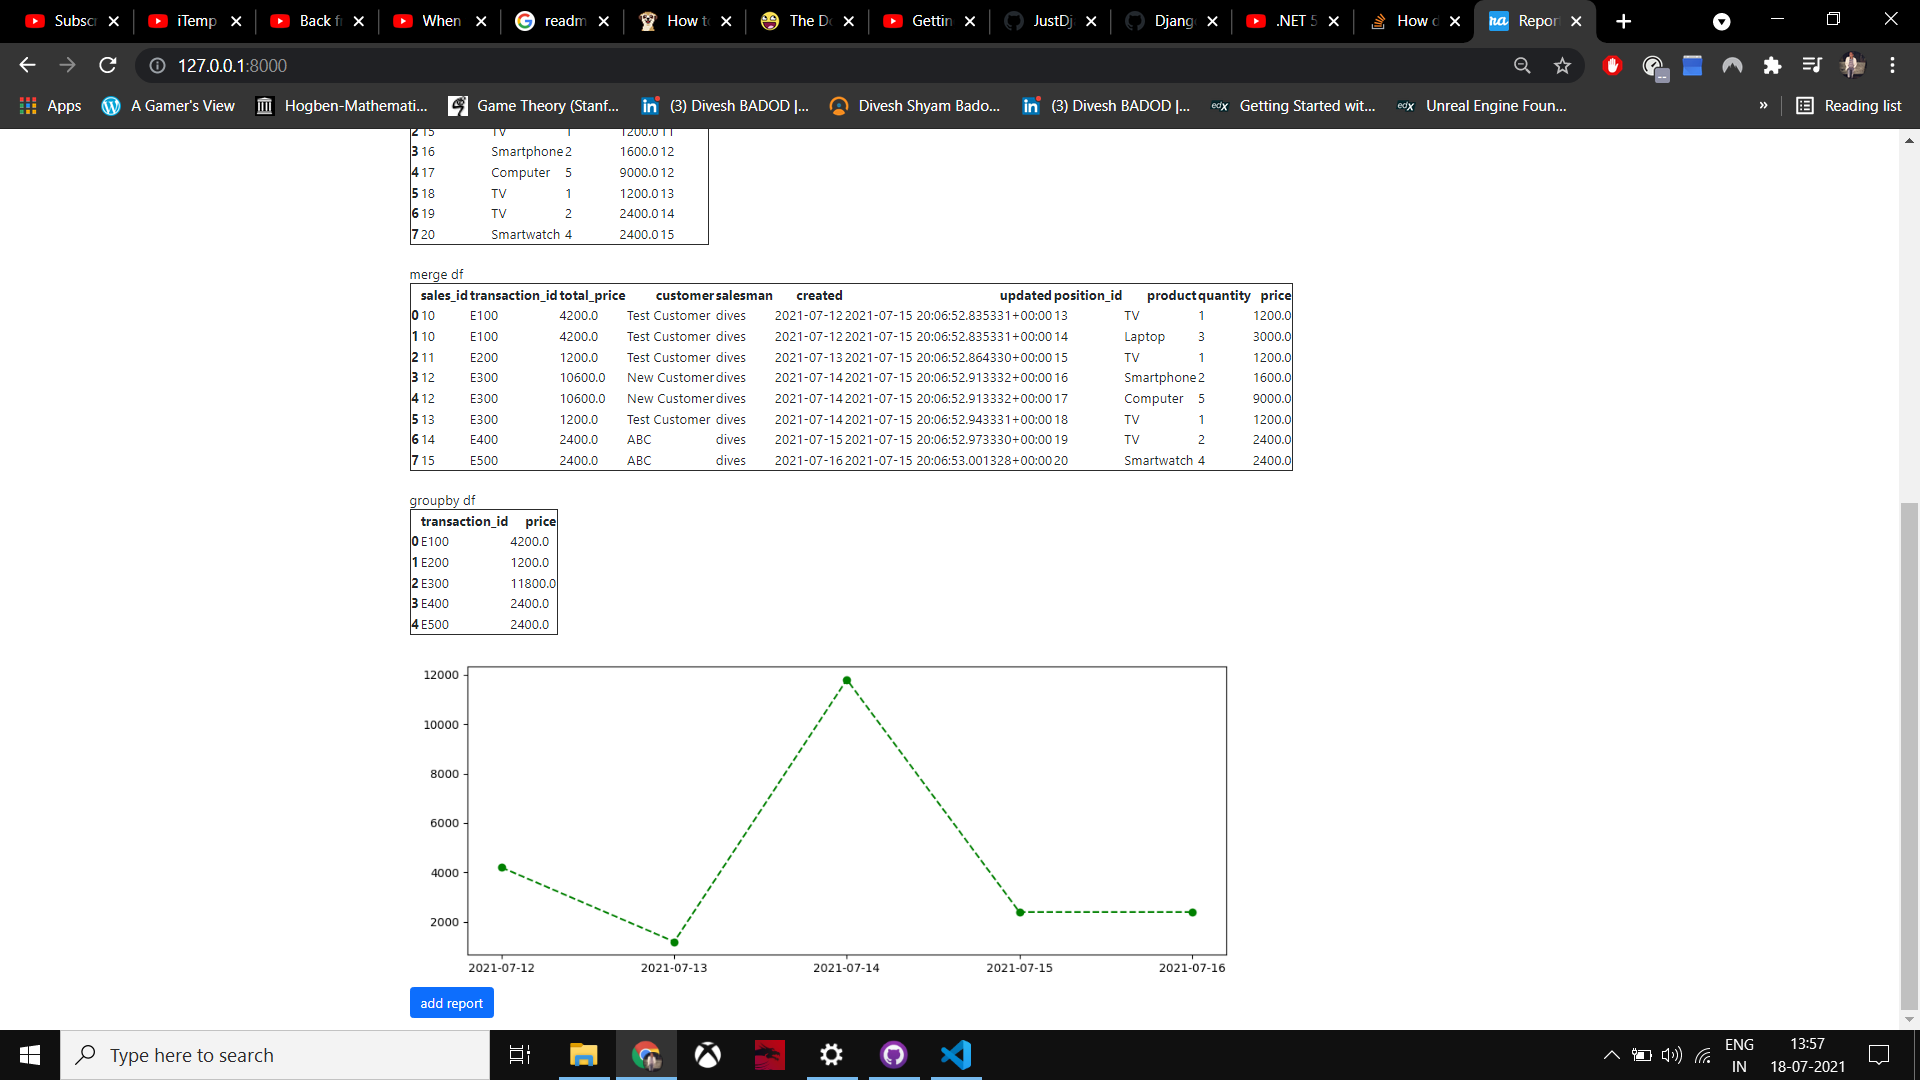 Subsc iTemp Back f When readm How t The D Gettin JustDj Djang .NET 5 How d Repor
127.0.0.1:8000
Apps A Gamer's View Hogben-Mathemati... Game Theory (Stanf... (3) Divesh BADOD |... Divesh Shyam Bado... (3) Divesh BADOD |... Getting Started wit... Unreal Engine Foun... » Reading list
2 15 TV 1 1200.0 11
3 16 Smartphone 2 1600.0 12
4 17 Computer 5 9000.0 12
5 18 TV 1 1200.0 13
6 19 TV 2 2400.0 14
7 20 Smartwatch 4 2400.0 15
merge df
sales_id transaction_id total_price customer salesman created updated position_id product quantity price
0 10 E100 4200.0 Test Customer dives 2021-07-12 2021-07-15 20:06:52.835331+00:00 13 TV 1 1200.0
1 10 E100 4200.0 Test Customer dives 2021-07-12 2021-07-15 20:06:52.835331+00:00 14 Laptop 3 3000.0
2 11 E200 1200.0 Test Customer dives 2021-07-13 2021-07-15 20:06:52.864330+00:00 15 TV 1 1200.0
3 12 E300 10600.0 New Customer dives 2021-07-14 2021-07-15 20:06:52.913332+00:00 16 Smartphone 2 1600.0
4 12 E300 10600.0 New Customer dives 2021-07-14 2021-07-15 20:06:52.913332+00:00 17 Computer 5 9000.0
5 13 E300 1200.0 Test Customer dives 2021-07-14 2021-07-15 20:06:52.943331+00:00 18 TV 1 1200.0
6 14 E400 2400.0 ABC dives 2021-07-15 2021-07-15 20:06:52.973330+00:00 19 TV 2 2400.0
7 15 E500 2400.0 ABC dives 2021-07-16 2021-07-15 20:06:53.001328+00:00 20 Smartwatch 4 2400.0
groupby df
transaction_id price
0 E100 4200.0
1 E200 1200.0
2 E300 11800.0
3 E400 2400.0
4 E500 2400.0
12000
10000
8000
6000
4000
2000
2021-07-12 2021-07-13 2021-07-14 2021-07-15 2021-07-16
add report
Type here to search
ENG 13:57
IN 18-07-2021